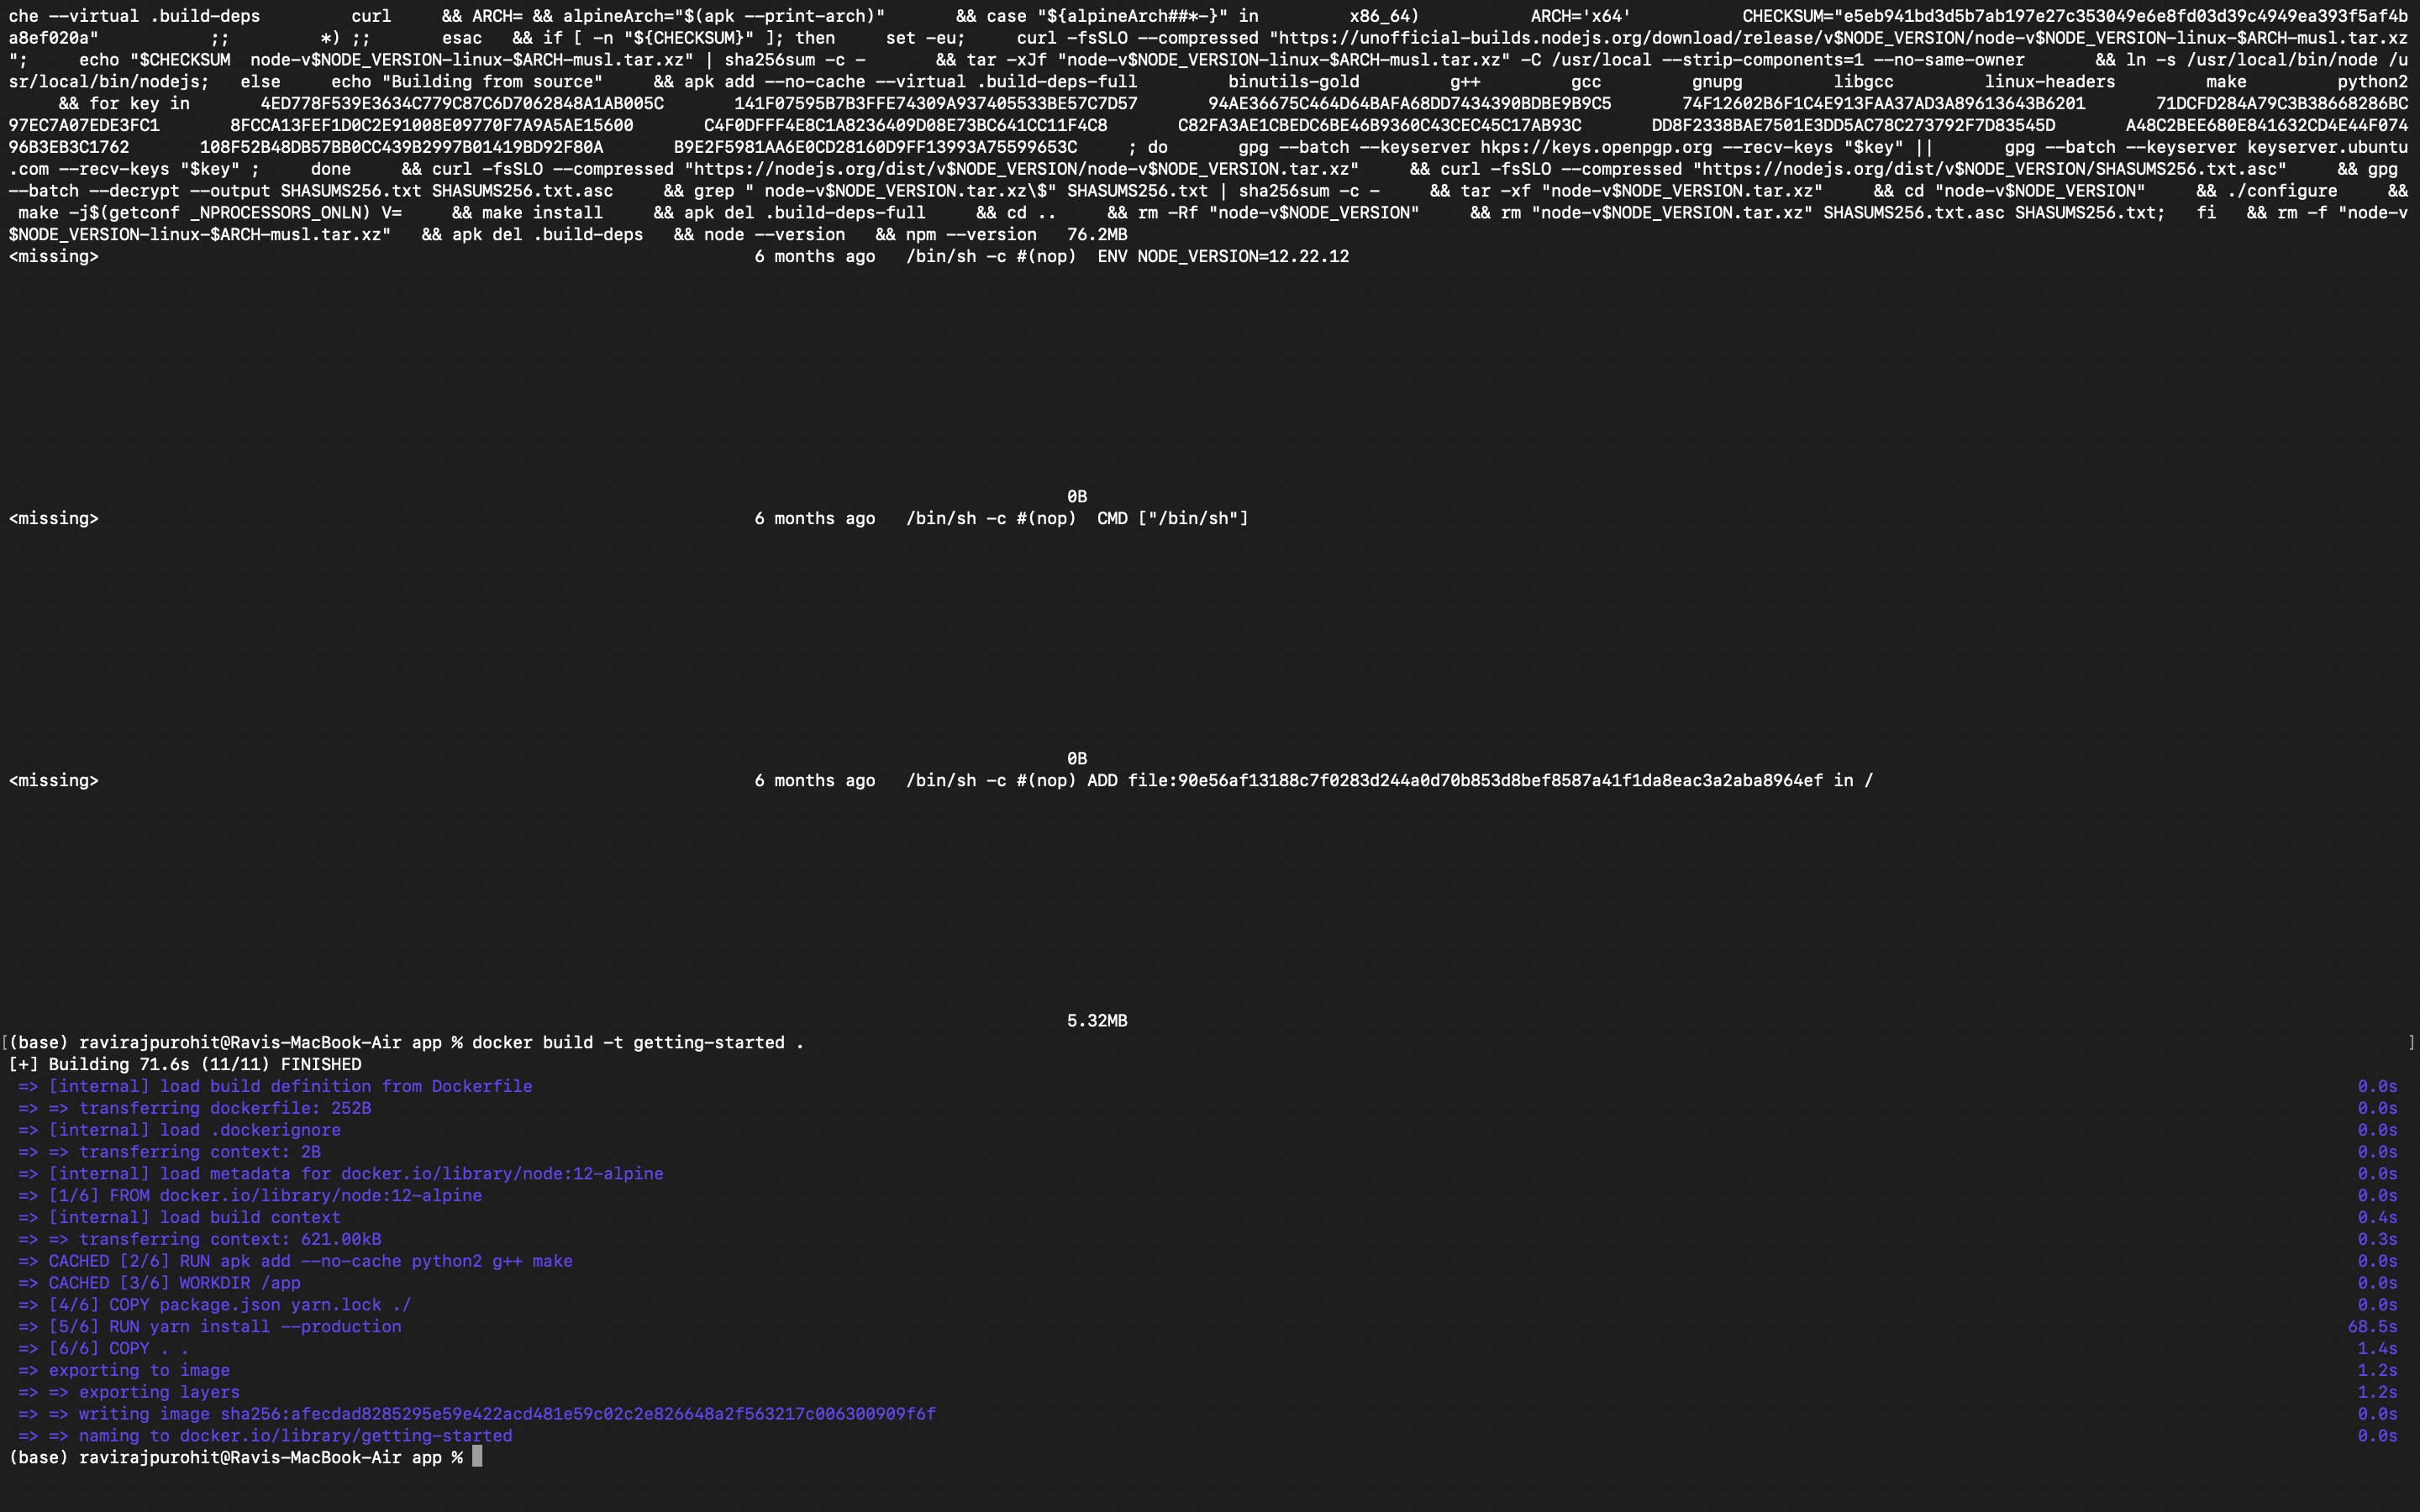 che --virtual .build-deps         curl     && ARCH= && alpineArch="$(apk --print-arch)"       && case "${alpineArch##*-}" in         x86_64)           ARCH='x64'           CHECKSUM="e5eb941bd3d5b7ab197e27c353049e6e8fd03d39c4949ea393f5af4b
a8ef020a"           ;;         *) ;;       esac   && if [ -n "${CHECKSUM}" ]; then     set -eu;     curl -fsSLO --compressed "https://unofficial-builds.nodejs.org/download/release/v$NODE_VERSION/node-v$NODE_VERSION-linux-$ARCH-musl.tar.xz
";     echo "$CHECKSUM  node-v$NODE_VERSION-linux-$ARCH-musl.tar.xz" | sha256sum -c -       && tar -xJf "node-v$NODE_VERSION-linux-$ARCH-musl.tar.xz" -C /usr/local --strip-components=1 --no-same-owner       && ln -s /usr/local/bin/node /u
sr/local/bin/nodejs;   else     echo "Building from source"     && apk add --no-cache --virtual .build-deps-full         binutils-gold         g++         gcc         gnupg         libgcc         linux-headers         make         python2
     && for key in       4ED778F539E3634C779C87C6D7062848A1AB005C       141F07595B7B3FFE74309A937405533BE57C7D57       94AE36675C464D64BAFA68DD7434390BDBE9B9C5       74F12602B6F1C4E913FAA37AD3A89613643B6201       71DCFD284A79C3B38668286BC
97EC7A07EDE3FC1       8FCCA13FEF1D0C2E91008E09770F7A9A5AE15600       C4F0DFFF4E8C1A8236409D08E73BC641CC11F4C8       C82FA3AE1CBEDC6BE46B9360C43CEC45C17AB93C       DD8F2338BAE7501E3DD5AC78C273792F7D83545D       A48C2BEE680E841632CD4E44F074
96B3EB3C1762       108F52B48DB57BB0CC439B2997B01419BD92F80A       B9E2F5981AA6E0CD28160D9FF13993A75599653C     ; do       gpg --batch --keyserver hkps://keys.openpgp.org --recv-keys "$key" ||       gpg --batch --keyserver keyserver.ubuntu
.com --recv-keys "$key" ;     done     && curl -fsSLO --compressed "https://nodejs.org/dist/v$NODE_VERSION/node-v$NODE_VERSION.tar.xz"     && curl -fsSLO --compressed "https://nodejs.org/dist/v$NODE_VERSION/SHASUMS256.txt.asc"     && gpg
--batch --decrypt --output SHASUMS256.txt SHASUMS256.txt.asc     && grep " node-v$NODE_VERSION.tar.xz\$" SHASUMS256.txt | sha256sum -c -     && tar -xf "node-v$NODE_VERSION.tar.xz"     && cd "node-v$NODE_VERSION"     && ./configure     &&
 make -j$(getconf _NPROCESSORS_ONLN) V=     && make install     && apk del .build-deps-full     && cd ..     && rm -Rf "node-v$NODE_VERSION"     && rm "node-v$NODE_VERSION.tar.xz" SHASUMS256.txt.asc SHASUMS256.txt;   fi   && rm -f "node-v
$NODE_VERSION-linux-$ARCH-musl.tar.xz"   && apk del .build-deps   && node --version   && npm --version   76.2MB
<missing>   6 months ago   /bin/sh -c #(nop)  ENV NODE_VERSION=12.22.12
0B
<missing>   6 months ago   /bin/sh -c #(nop)  CMD ["/bin/sh"]
0B
<missing>   6 months ago   /bin/sh -c #(nop) ADD file:90e56af13188c7f0283d244a0d70b853d8bef8587a41f1da8eac3a2aba8964ef in /
5.32MB
[(base) ravirajpurohit@Ravis-MacBook-Air app % docker build -t getting-started . ]
[+] Building 71.6s (11/11) FINISHED
 => [internal] load build definition from Dockerfile   0.0s
 => => transferring dockerfile: 252B   0.0s
 => [internal] load .dockerignore   0.0s
 => => transferring context: 2B   0.0s
 => [internal] load metadata for docker.io/library/node:12-alpine   0.0s
 => [1/6] FROM docker.io/library/node:12-alpine   0.0s
 => [internal] load build context   0.4s
 => => transferring context: 621.00kB   0.3s
 => CACHED [2/6] RUN apk add --no-cache python2 g++ make   0.0s
 => CACHED [3/6] WORKDIR /app   0.0s
 => [4/6] COPY package.json yarn.lock ./   0.0s
 => [5/6] RUN yarn install --production   68.5s
 => [6/6] COPY . .   1.4s
 => exporting to image   1.2s
 => => exporting layers   1.2s
 => => writing image sha256:afecdad8285295e59e422acd481e59c02c2e826648a2f563217c006300909f6f   0.0s
 => => naming to docker.io/library/getting-started   0.0s
(base) ravirajpurohit@Ravis-MacBook-Air app %